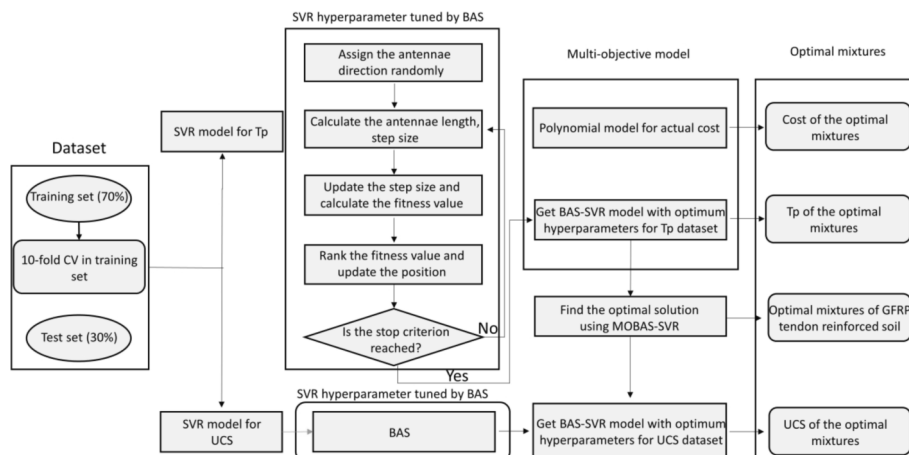 Dataset
Training set (70%)
10-fold CV in training
set
Test set (30%)
SVR model for Tp
SVR model for
UCS
SVR hyperparameter tuned by BAS
Assign the antennae
direction randomly
Calculate the antennae length,
step size
Update the step size and
calculate the fitness value
Rank the fitness value and
update the position
Is the stop criterion
reached?
No
Yes
SVR hyperparameter tuned by BAS
BAS
Multi-objective model
Polynomial model for actual cost
Get BAS-SVR model with optimum
hyperparameters for Tp dataset
Find the optimal solution
using MOBAS-SVR
Get BAS-SVR model with optimum
hyperparameters for UCS dataset
Optimal mixtures
Cost of the optimal
mixtures
Tp of the optimal
mixtures
Optimal mixtures of GFRP
tendon reinforced soil
UCS of the optimal
mixtures